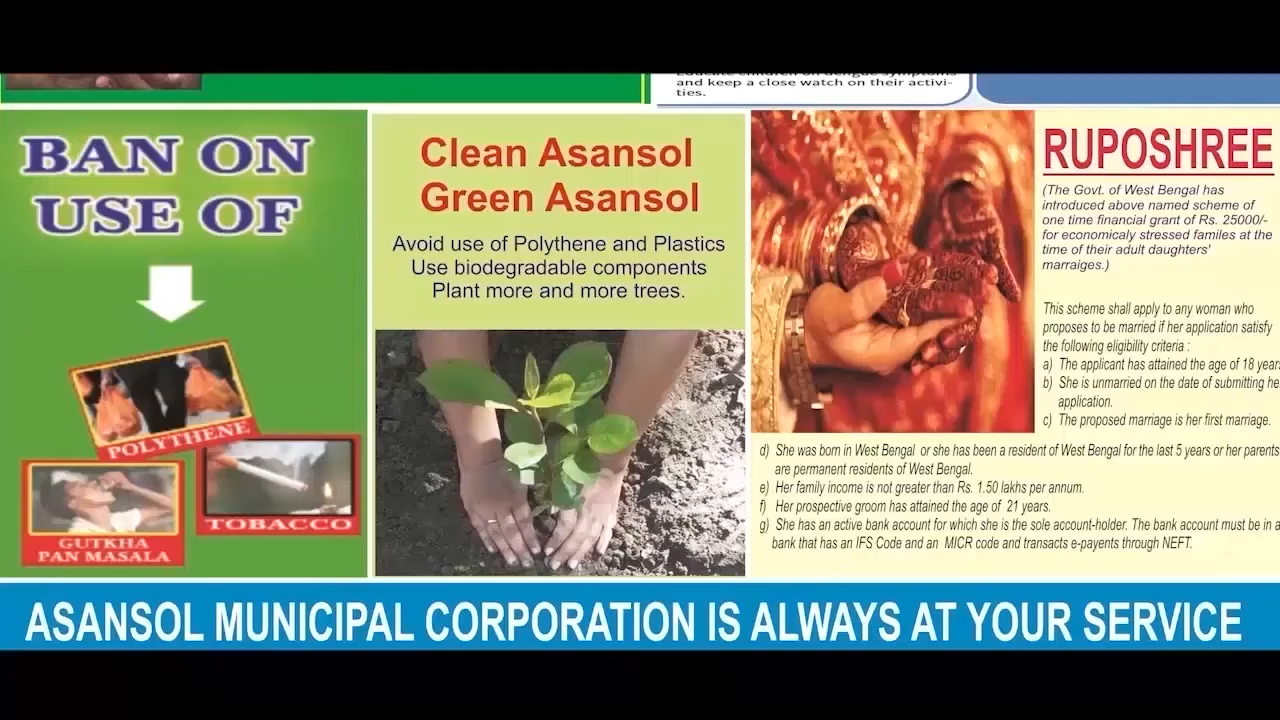 and keep a close watch on their activi-
ties.
BAN ON
USE OF
POLYTHENE
TOBACCO
GUTKHA
PAN MASALA
Clean Asansol
Green Asansol
Avoid use of Polythene and Plastics
Use biodegradable components
Plant more and more trees.
RUPOSHREE
(The Govt. of West Bengal has
introduced above named scheme of
one time financial grant of Rs. 25000/-
for economicaly stressed familes at the
time of their adult daughters'
marraiges.)
This scheme shall apply to any woman who
proposes to be married if her application satisfy
the following eligibility criteria :
a) The applicant has attained the age of 18 years
b) She is unmarried on the date of submitting he
application.
c) The proposed marriage is her first marriage.
d) She was born in West Bengal or she has been a resident of West Bengal for the last 5 years or her parents
are permanent residents of West Bengal.
e) Her family income is not greater than Rs. 1.50 lakhs per annum.
f) Her prospective groom has attained the age of 21 years.
g) She has an active bank account for which she is the sole account-holder. The bank account must be in a
bank that has an IFS Code and an MICR code and transacts e-payents through NEFT.
ASANSOL MUNICIPAL CORPORATION IS ALWAYS AT YOUR SERVICE